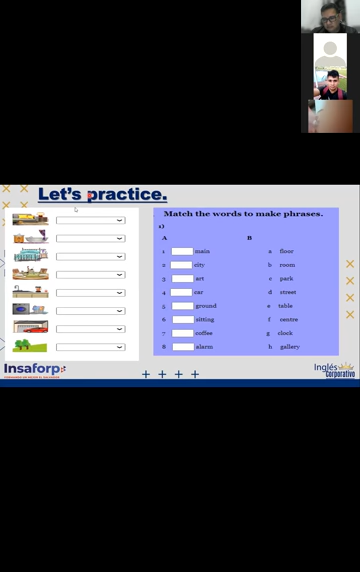 Let's practice.
Match the words to make phrases.
1)
A B
1 main a floor
2 city b room
3 art c park
4 car d street
5 ground e table
6 sitting f centre
7 coffee g clock
8 alarm h gallery
Insaforp
Inglés
corporativo